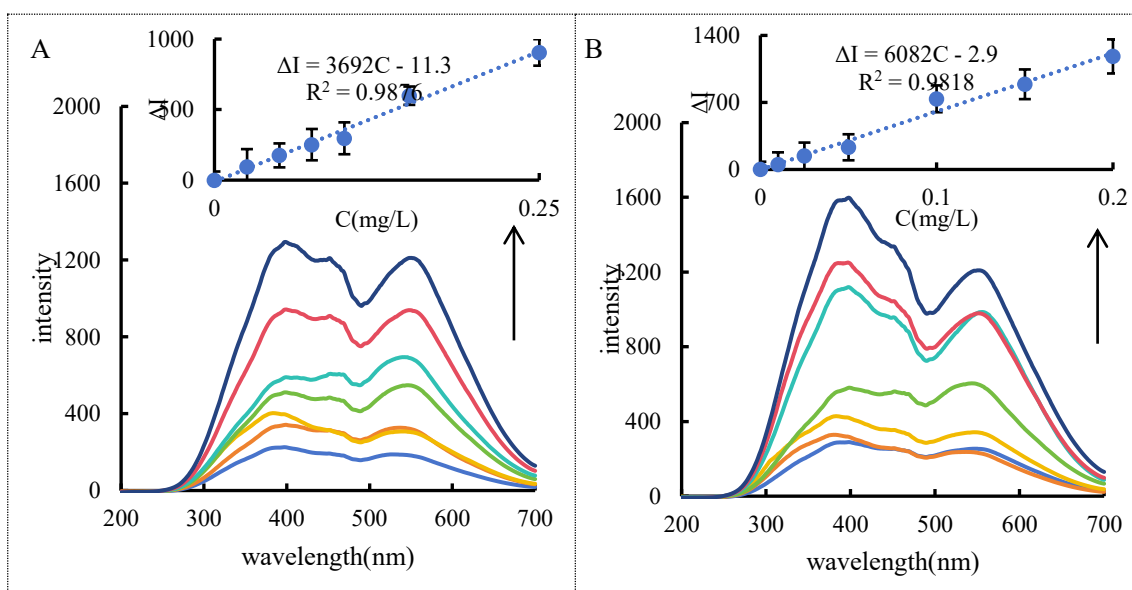 A
1000
500
0
ΔI
ΔI = 3692C - 11.3
R² = 0.9876
0
0.25
C(mg/L)
2000
1600
1200
800
400
0
intensity
200
300
400
500
600
700
wavelength(nm)
B
1400
700
0
ΔI
ΔI = 6082C - 2.9
R² = 0.9818
0
0.1
0.2
C(mg/L)
2000
1600
1200
800
400
0
intensity
200
300
400
500
600
700
wavelength(nm)